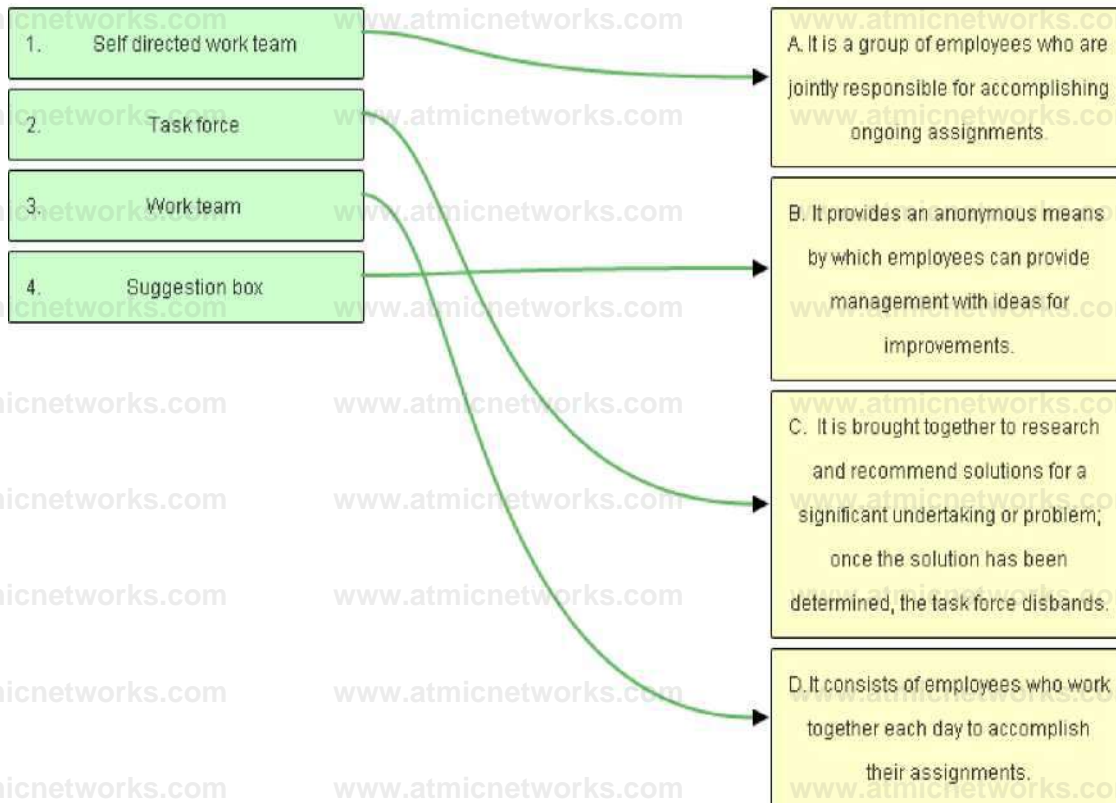 1. Self directed work team
2. Task force
3. Work team
4. Suggestion box
A. It is a group of employees who are
jointly responsible for accomplishing
ongoing assignments.
B. It provides an anonymous means
by which employees can provide
management with ideas for
improvements.
C. It is brought together to research
and recommend solutions for a
significant undertaking or problem;
once the solution has been
determined, the task force disbands.
D. It consists of employees who work
together each day to accomplish
their assignments.
www.atmicnetworks.com